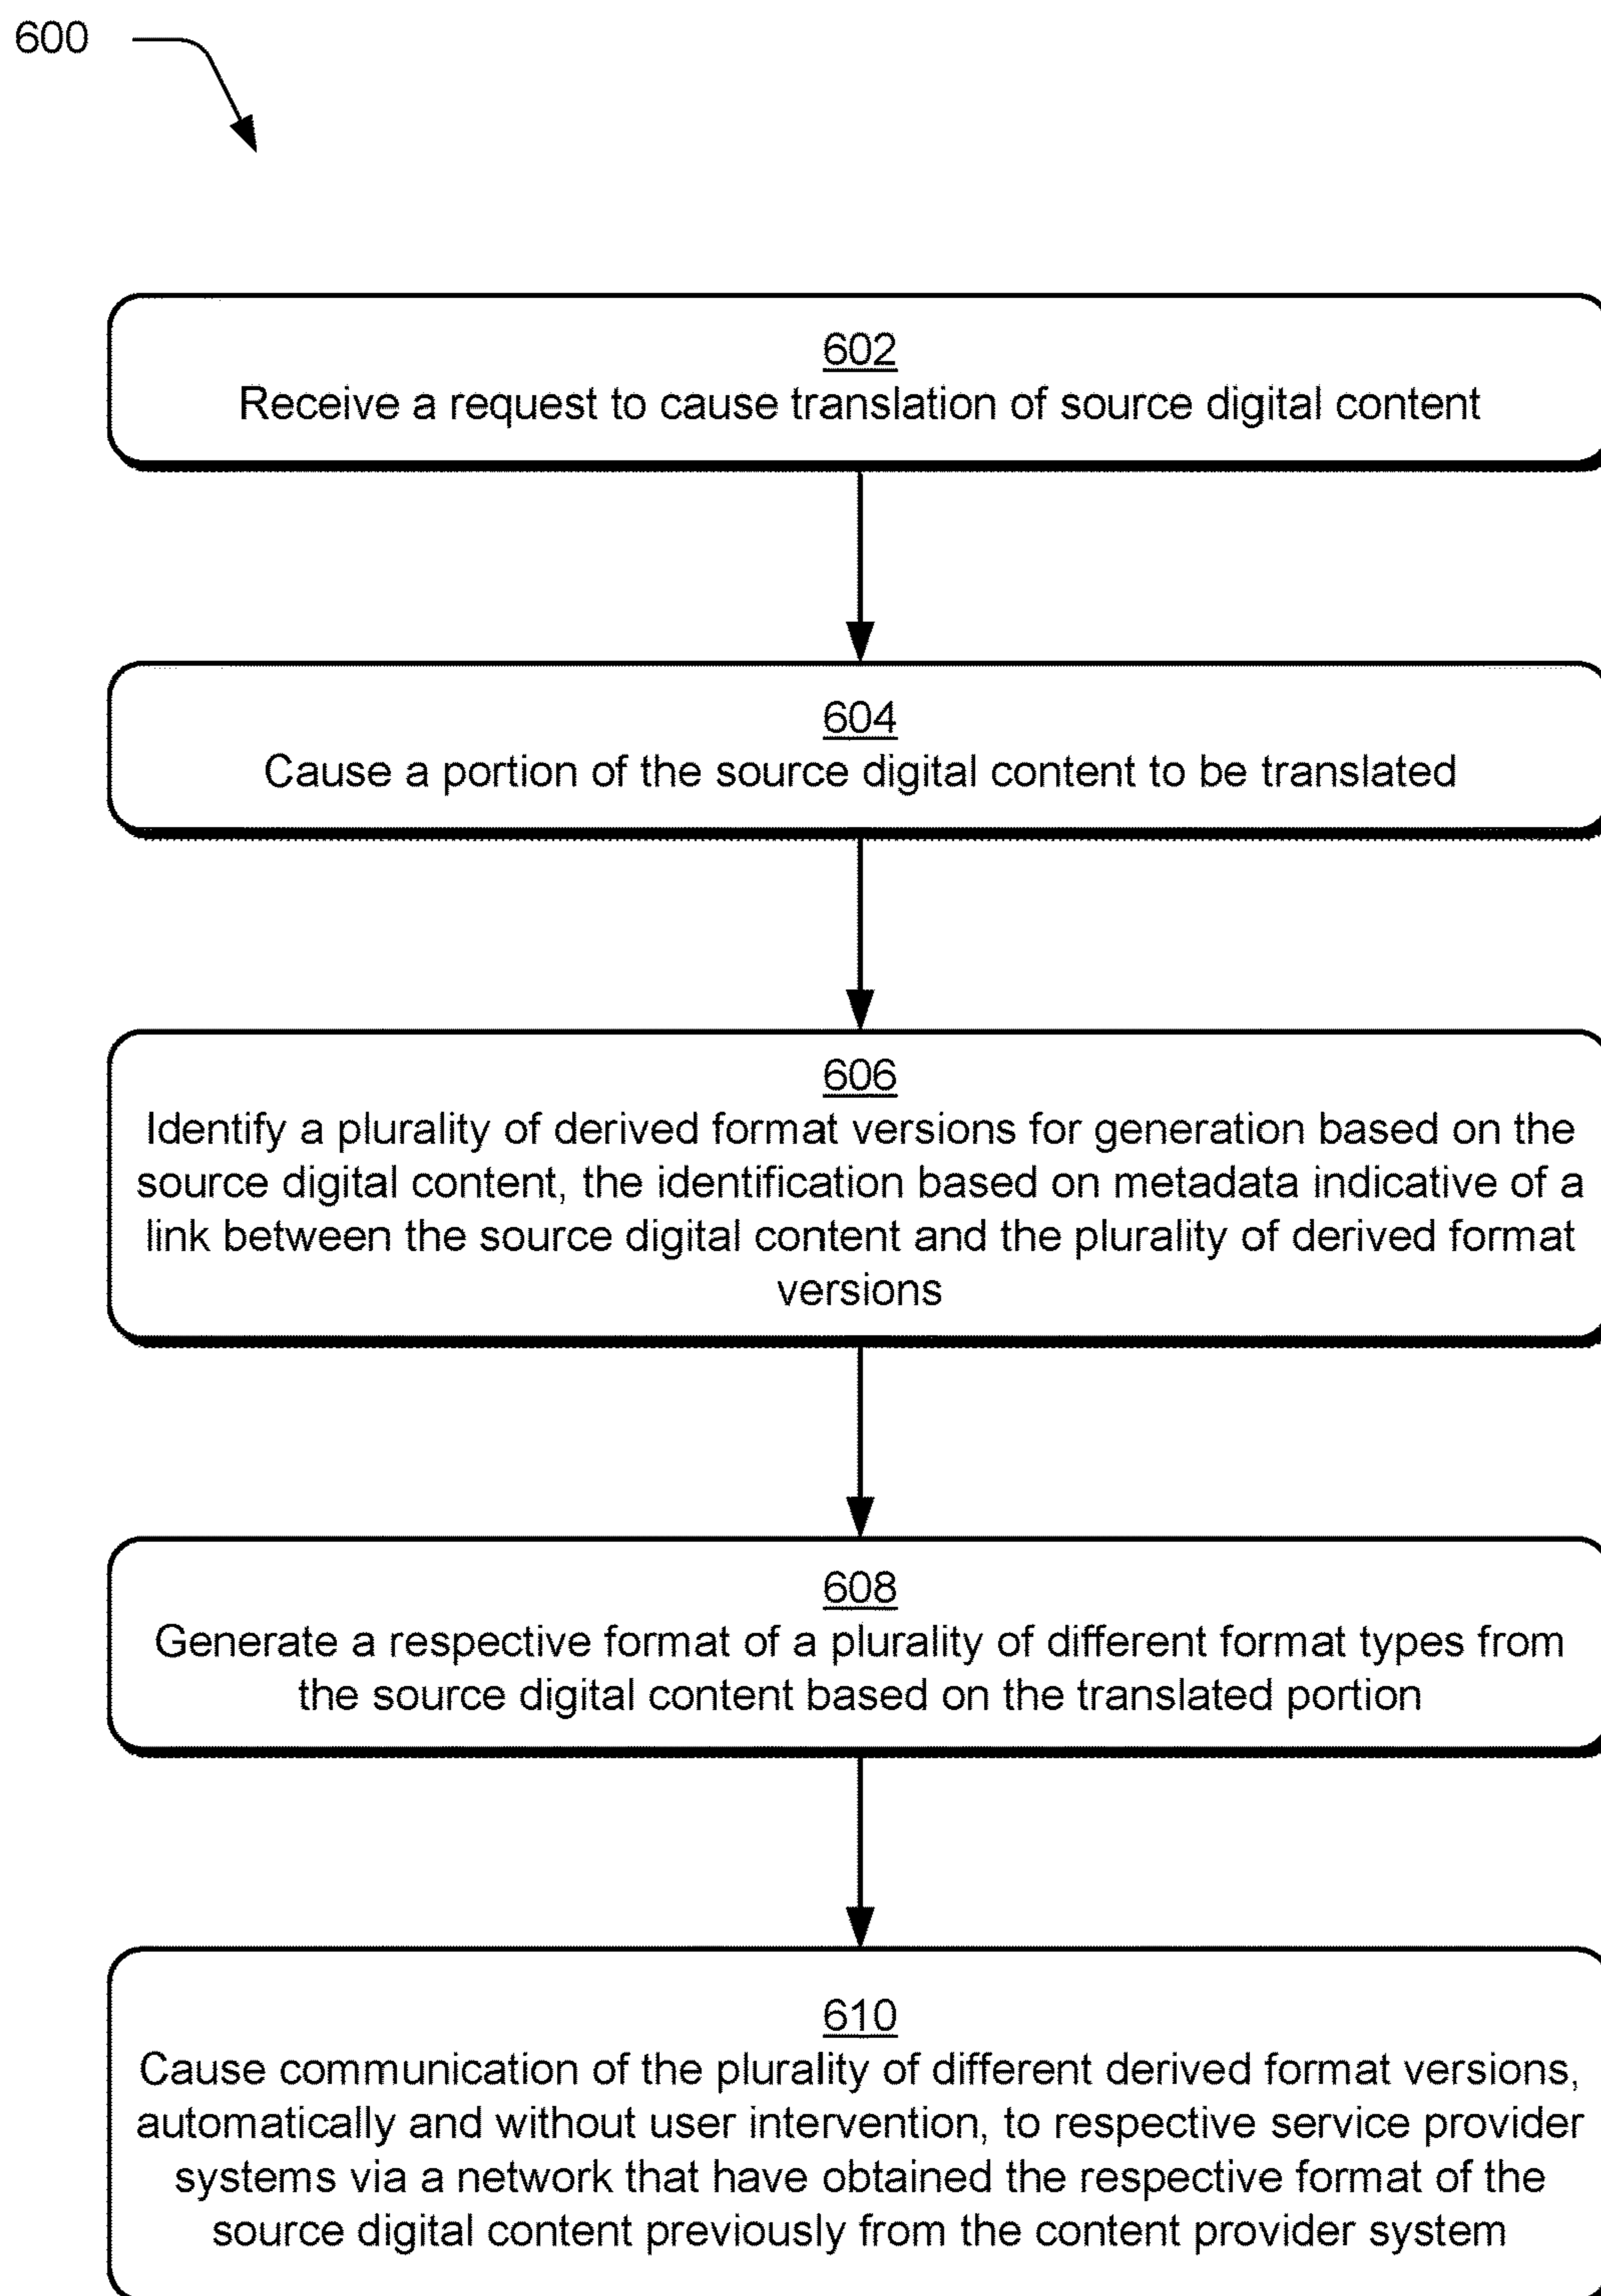 600
602
Receive a request to cause translation of source digital content
604
Cause a portion of the source digital content to be translated
606
Identify a plurality of derived format versions for generation based on the
source digital content, the identification based on metadata indicative of a
link between the source digital content and the plurality of derived format
versions
608
Generate a respective format of a plurality of different format types from
the source digital content based on the translated portion
610
Cause communication of the plurality of different derived format versions,
automatically and without user intervention, to respective service provider
systems via a network that have obtained the respective format of the
source digital content previously from the content provider system